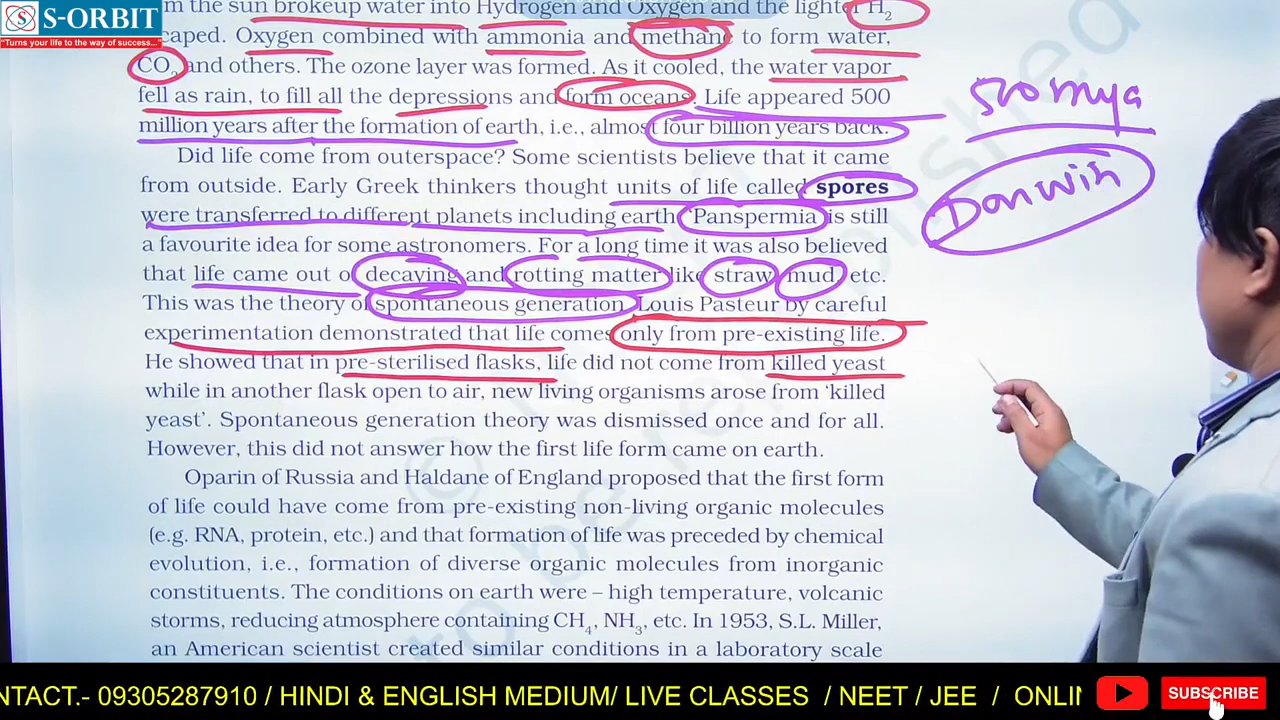 S-ORBIT
"Turns your life to the way of success..."
m the sun brokeup water into Hydrogen and Oxygen and the lighter H2
caped. Oxygen combined with ammonia and methane to form water,
CO2 and others. The ozone layer was formed. As it cooled, the water vapor
fell as rain, to fill all the depressions and form oceans. Life appeared 500
million years after the formation of earth, i.e., almost four billion years back.
Did life come from outerspace? Some scientists believe that it came
from outside. Early Greek thinkers thought units of life called spores
were transferred to different planets including earth. 'Panspermia' is still
a favourite idea for some astronomers. For a long time it was also believed
that life came out of decaying and rotting matter like straw, mud etc.
This was the theory of spontaneous generation. Louis Pasteur by careful
experimentation demonstrated that life comes only from pre-existing life.
He showed that in pre-sterilised flasks, life did not come from killed yeast
while in another flask open to air, new living organisms arose from 'killed
yeast'. Spontaneous generation theory was dismissed once and for all.
However, this did not answer how the first life form came on earth.
Oparin of Russia and Haldane of England proposed that the first form
of life could have come from pre-existing non-living organic molecules
(e.g. RNA, protein, etc.) and that formation of life was preceded by chemical
evolution, i.e., formation of diverse organic molecules from inorganic
constituents. The conditions on earth were – high temperature, volcanic
storms, reducing atmosphere containing CH4, NH3, etc. In 1953, S.L. Miller,
an American scientist created similar conditions in a laboratory scale
Darwin
NTACT.- 09305287910 / HINDI & ENGLISH MEDIUM/ LIVE CLASSES / NEET / JEE / ONLIN
SUBSCRIBE